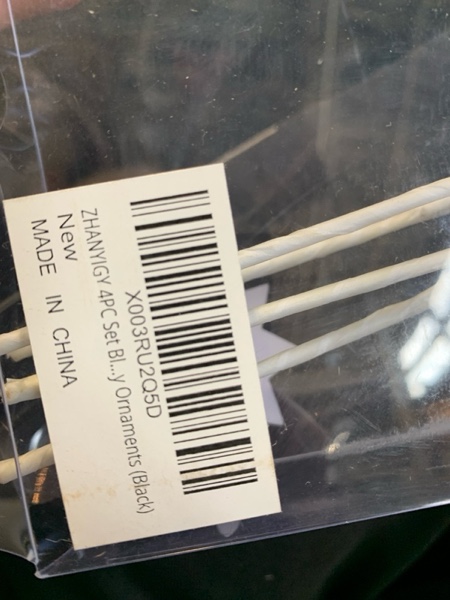 X003RU2Q5D
ZHANYIGY 4PC Set Bl...y Ornaments (Black)
New
MADE IN CHINA